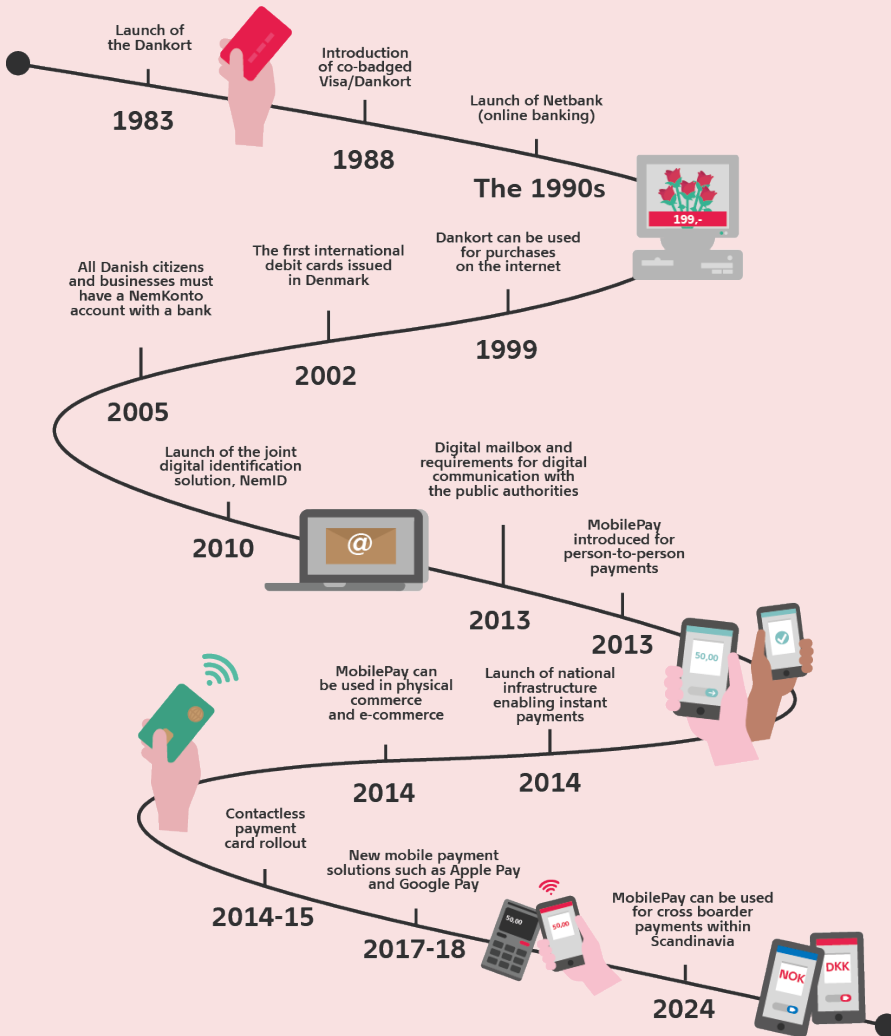 Launch of
the Dankort
1983
Introduction
of co-badged
Visa/Dankort
1988
Launch of Netbank
(online banking)
The 1990s
199,-
Dankort can be used
for purchases
on the internet
1999
The first international
debit cards issued
in Denmark
2002
All Danish citizens
and businesses must
have a NemKonto
account with a bank
2005
Launch of the joint
digital identification
solution, NemID
2010
@
Digital mailbox and
requirements for digital
communication with
the public authorities
2013
MobilePay
introduced for
person-to-person
payments
2013
50,00
Launch of national
infrastructure
enabling instant
payments
2014
MobilePay can
be used in physical
commerce
and e-commerce
2014
Contactless
payment
card rollout
2014-15
New mobile payment
solutions such as Apple Pay
and Google Pay
2017-18
50,00
50,00
MobilePay can be used
for cross boarder
payments within
Scandinavia
2024
NOK
DKK